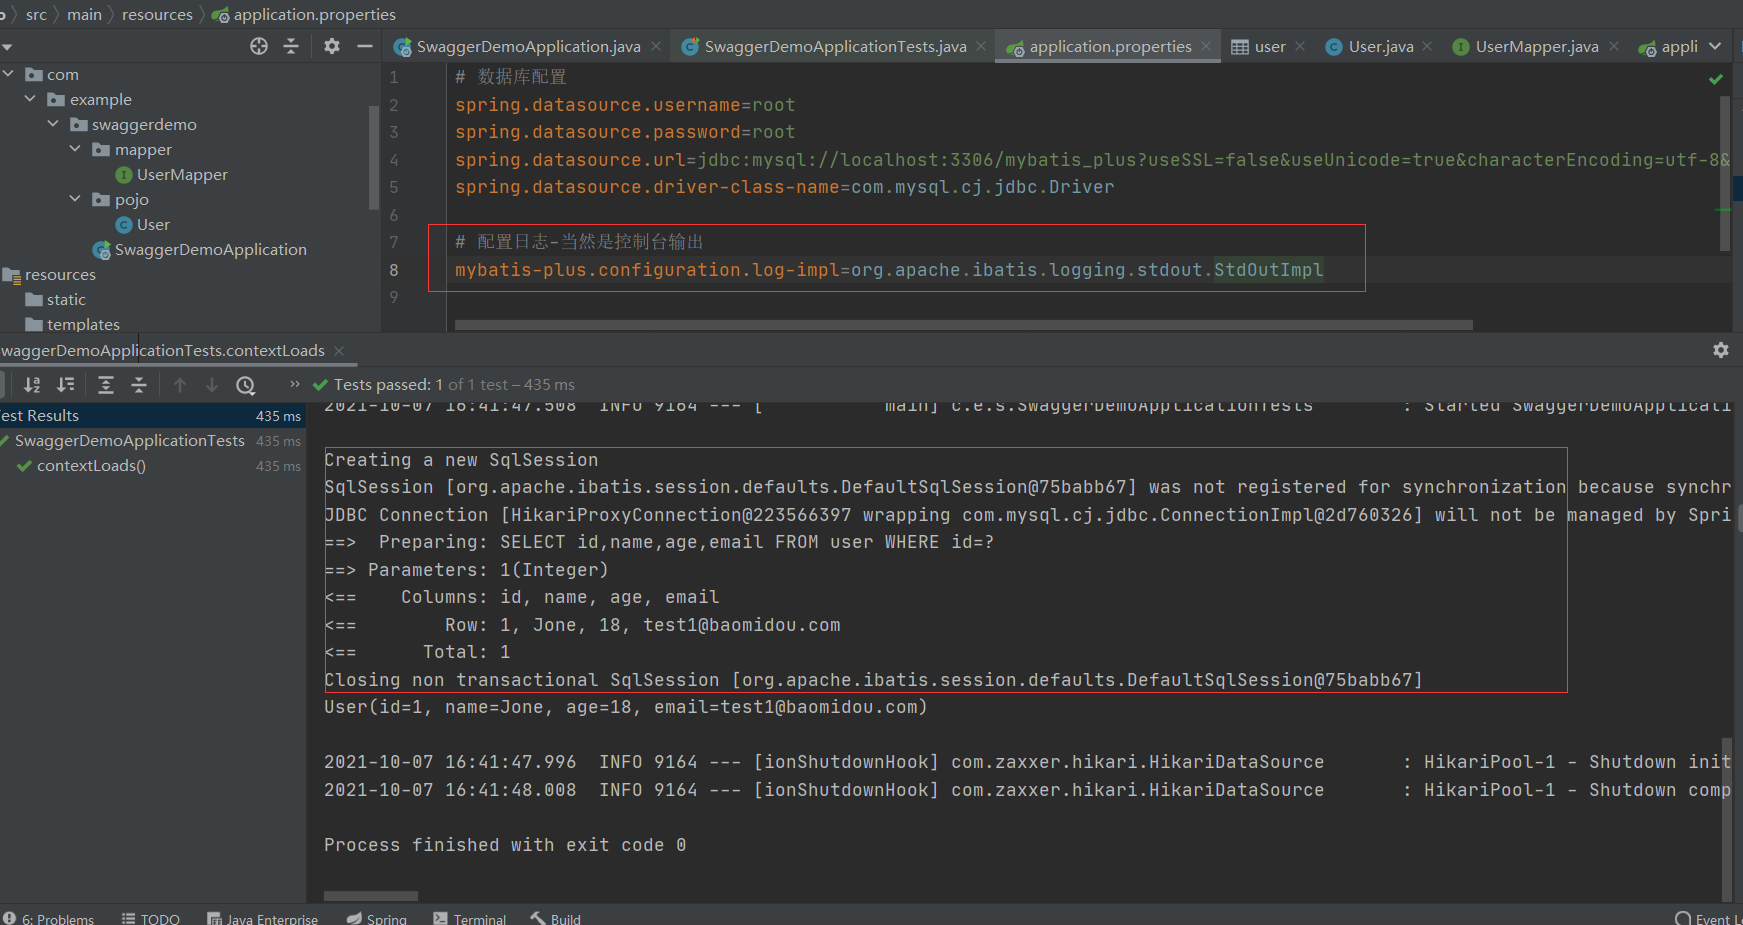 src main resources application.properties
SwaggerDemoApplication.java SwaggerDemoApplicationTests.java application.properties user User.java UserMapper.java appli
com
example
swaggerdemo
mapper
UserMapper
pojo
User
SwaggerDemoApplication
resources
static
templates
1 # 数据库配置
2 spring.datasource.username=root
3 spring.datasource.password=root
4 spring.datasource.url=jdbc:mysql://localhost:3306/mybatis_plus?useSSL=false&useUnicode=true&characterEncoding=utf-8&
5 spring.datasource.driver-class-name=com.mysql.cj.jdbc.Driver
6
7 # 配置日志-当然是控制台输出
8 mybatis-plus.configuration.log-impl=org.apache.ibatis.logging.stdout.StdOutImpl
9
waggerDemoApplicationTests.contextLoads
Tests passed: 1 of 1 test – 435 ms
est Results 435 ms
SwaggerDemoApplicationTests 435 ms
contextLoads() 435 ms
2021-10-07 16:41:47.508 INFO 9164 --- [ main] c.e.s.SwaggerDemoApplicationTests : Started SwaggerDemoApplicati
Creating a new SqlSession
SqlSession [org.apache.ibatis.session.defaults.DefaultSqlSession@75babb67] was not registered for synchronization because synchr
JDBC Connection [HikariProxyConnection@223566397 wrapping com.mysql.cj.jdbc.ConnectionImpl@2d760326] will not be managed by Spri
==> Preparing: SELECT id,name,age,email FROM user WHERE id=?
==> Parameters: 1(Integer)
<== Columns: id, name, age, email
<== Row: 1, Jone, 18, test1@baomidou.com
<== Total: 1
Closing non transactional SqlSession [org.apache.ibatis.session.defaults.DefaultSqlSession@75babb67]
User(id=1, name=Jone, age=18, email=test1@baomidou.com)
2021-10-07 16:41:47.996 INFO 9164 --- [ionShutdownHook] com.zaxxer.hikari.HikariDataSource : HikariPool-1 - Shutdown init
2021-10-07 16:41:48.008 INFO 9164 --- [ionShutdownHook] com.zaxxer.hikari.HikariDataSource : HikariPool-1 - Shutdown comp
Process finished with exit code 0
6: Problems TODO Java Enterprise Spring Terminal Build Event L